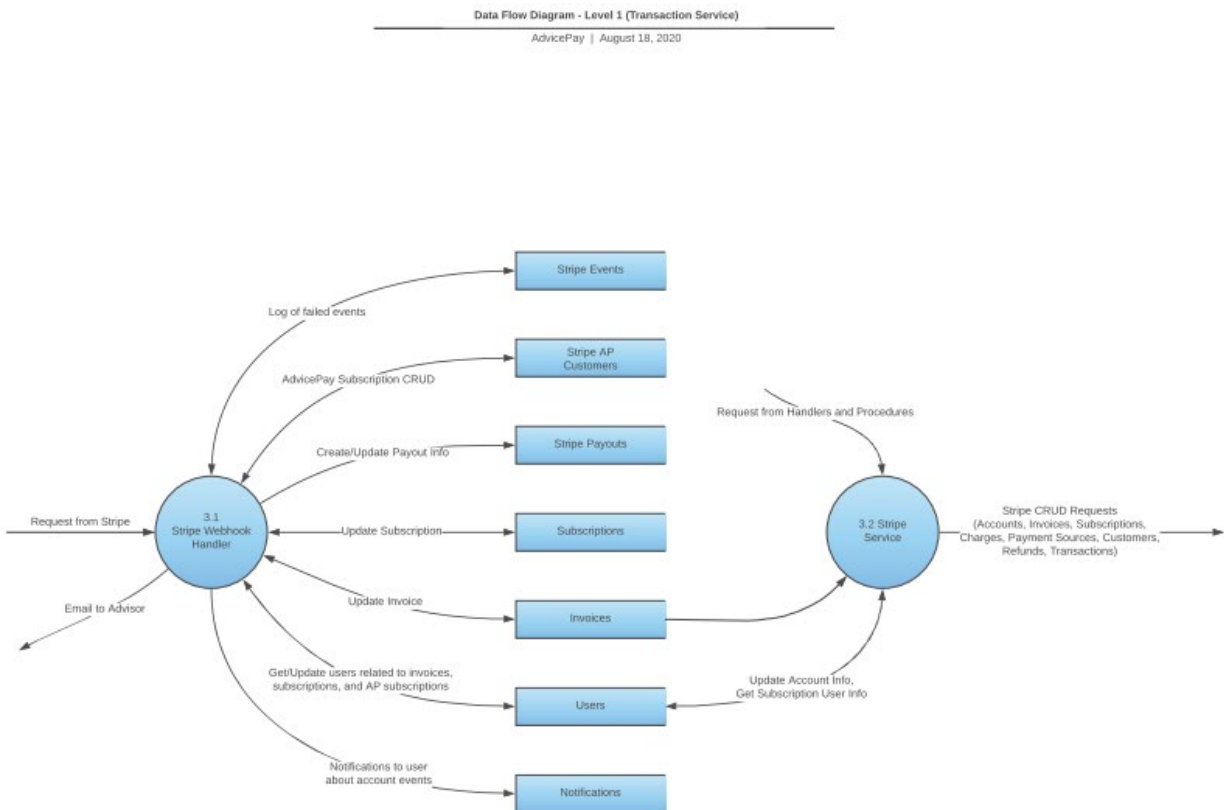 Data Flow Diagram - Level 1 (Transaction Service)
AdvicePay | August 18, 2020
Stripe Events
Log of failed events
Stripe AP
Customers
AdvicePay Subscription CRUD
Request from Handlers and Procedures
Stripe Payouts
Create/Update Payout Info
Request from Stripe
3.1
Stripe Webhook
Handler
Update Subscription
Subscriptions
3.2 Stripe
Service
Stripe CRUD Requests
(Accounts, Invoices, Subscriptions,
Charges, Payment Sources, Customers,
Refunds, Transactions)
Email to Advisor
Update Invoice
Invoices
Get/Update users related to invoices,
subscriptions, and AP subscriptions
Users
Update Account Info,
Get Subscription User Info
Notifications to user
about account events
Notifications